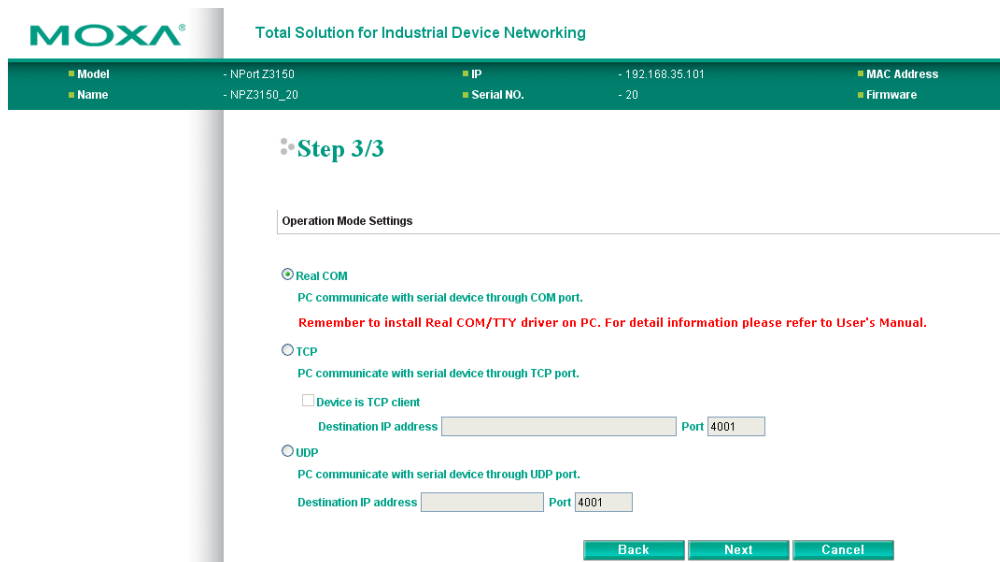 MOXA®
Total Solution for Industrial Device Networking
Model - NPort Z3150 IP - 192.168.35.101 MAC Address
Name - NPZ3150_20 Serial NO. - 20 Firmware
Step 3/3
Operation Mode Settings
Real COM
PC communicate with serial device through COM port.
Remember to install Real COM/TTY driver on PC. For detail information please refer to User's Manual.
TCP
PC communicate with serial device through TCP port.
Device is TCP client
Destination IP address Port 4001
UDP
PC communicate with serial device through UDP port.
Destination IP address Port 4001
Back Next Cancel